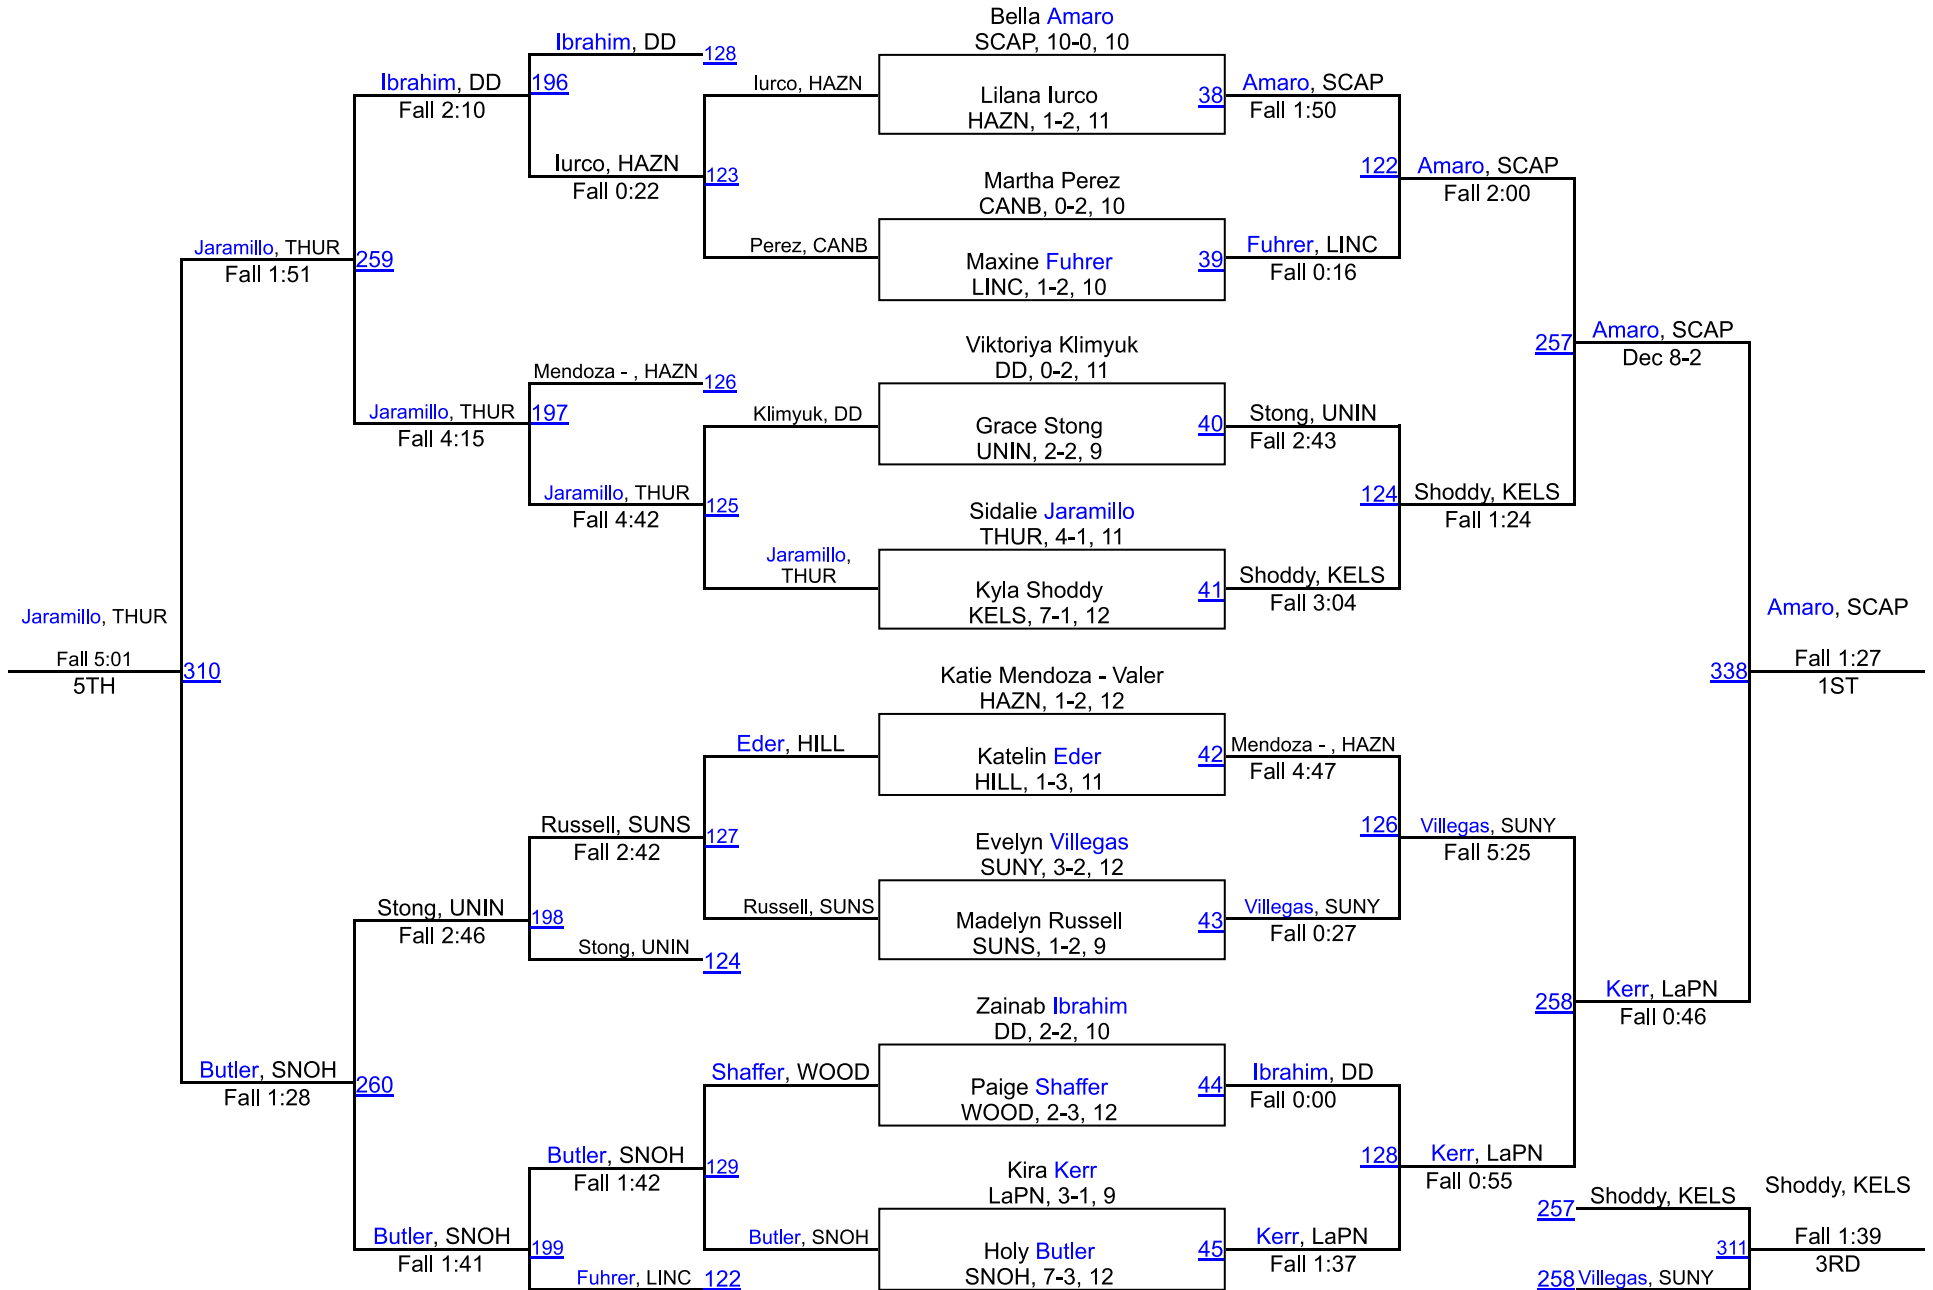 Bella Amaro
SCAP, 10-0, 10
Ibrahim, DD
128
Ibrahim, DD
196
Fall 2:10
Iurco, HAZN
Lilana Iurco
HAZN, 1-2, 11
38
Amaro, SCAP
Fall 1:50
Iurco, HAZN
Fall 0:22
123
Martha Perez
CANB, 0-2, 10
122
Amaro, SCAP
Fall 2:00
Jaramillo, THUR
Fall 1:51
259
Perez, CANB
Maxine Fuhrer
LINC, 1-2, 10
39
Fuhrer, LINC
Fall 0:16
Viktoriya Klimyuk
DD, 0-2, 11
257
Amaro, SCAP
Dec 8-2
Mendoza - , HAZN
126
Jaramillo, THUR
Fall 4:15
197
Klimyuk, DD
Grace Stong
UNIN, 2-2, 9
40
Stong, UNIN
Fall 2:43
Jaramillo, THUR
Fall 4:42
125
Sidalie Jaramillo
THUR, 4-1, 11
124
Shoddy, KELS
Fall 1:24
Jaramillo,
THUR
Kyla Shoddy
KELS, 7-1, 12
41
Shoddy, KELS
Fall 3:04
Jaramillo, THUR
Fall 5:01
5TH
310
Katie Mendoza - Valer
HAZN, 1-2, 12
338
Amaro, SCAP
Fall 1:27
1ST
Eder, HILL
Katelin Eder
HILL, 1-3, 11
42
Mendoza - , HAZN
Fall 4:47
Russell, SUNS
Fall 2:42
127
Evelyn Villegas
SUNY, 3-2, 12
126
Villegas, SUNY
Fall 5:25
Stong, UNIN
Fall 2:46
198
Russell, SUNS
Madelyn Russell
SUNS, 1-2, 9
43
Villegas, SUNY
Fall 0:27
Stong, UNIN
124
Zainab Ibrahim
DD, 2-2, 10
258
Kerr, LaPN
Fall 0:46
Butler, SNOH
Fall 1:28
260
Shaffer, WOOD
Paige Shaffer
WOOD, 2-3, 12
44
Ibrahim, DD
Fall 0:00
Butler, SNOH
Fall 1:42
129
Kira Kerr
LaPN, 3-1, 9
128
Kerr, LaPN
Fall 0:55
Butler, SNOH
Fall 1:41
199
Butler, SNOH
Holy Butler
SNOH, 7-3, 12
45
Kerr, LaPN
Fall 1:37
Fuhrer, LINC
122
257
Shoddy, KELS
Shoddy, KELS
311
Fall 1:39
3RD
258
Villegas, SUNY